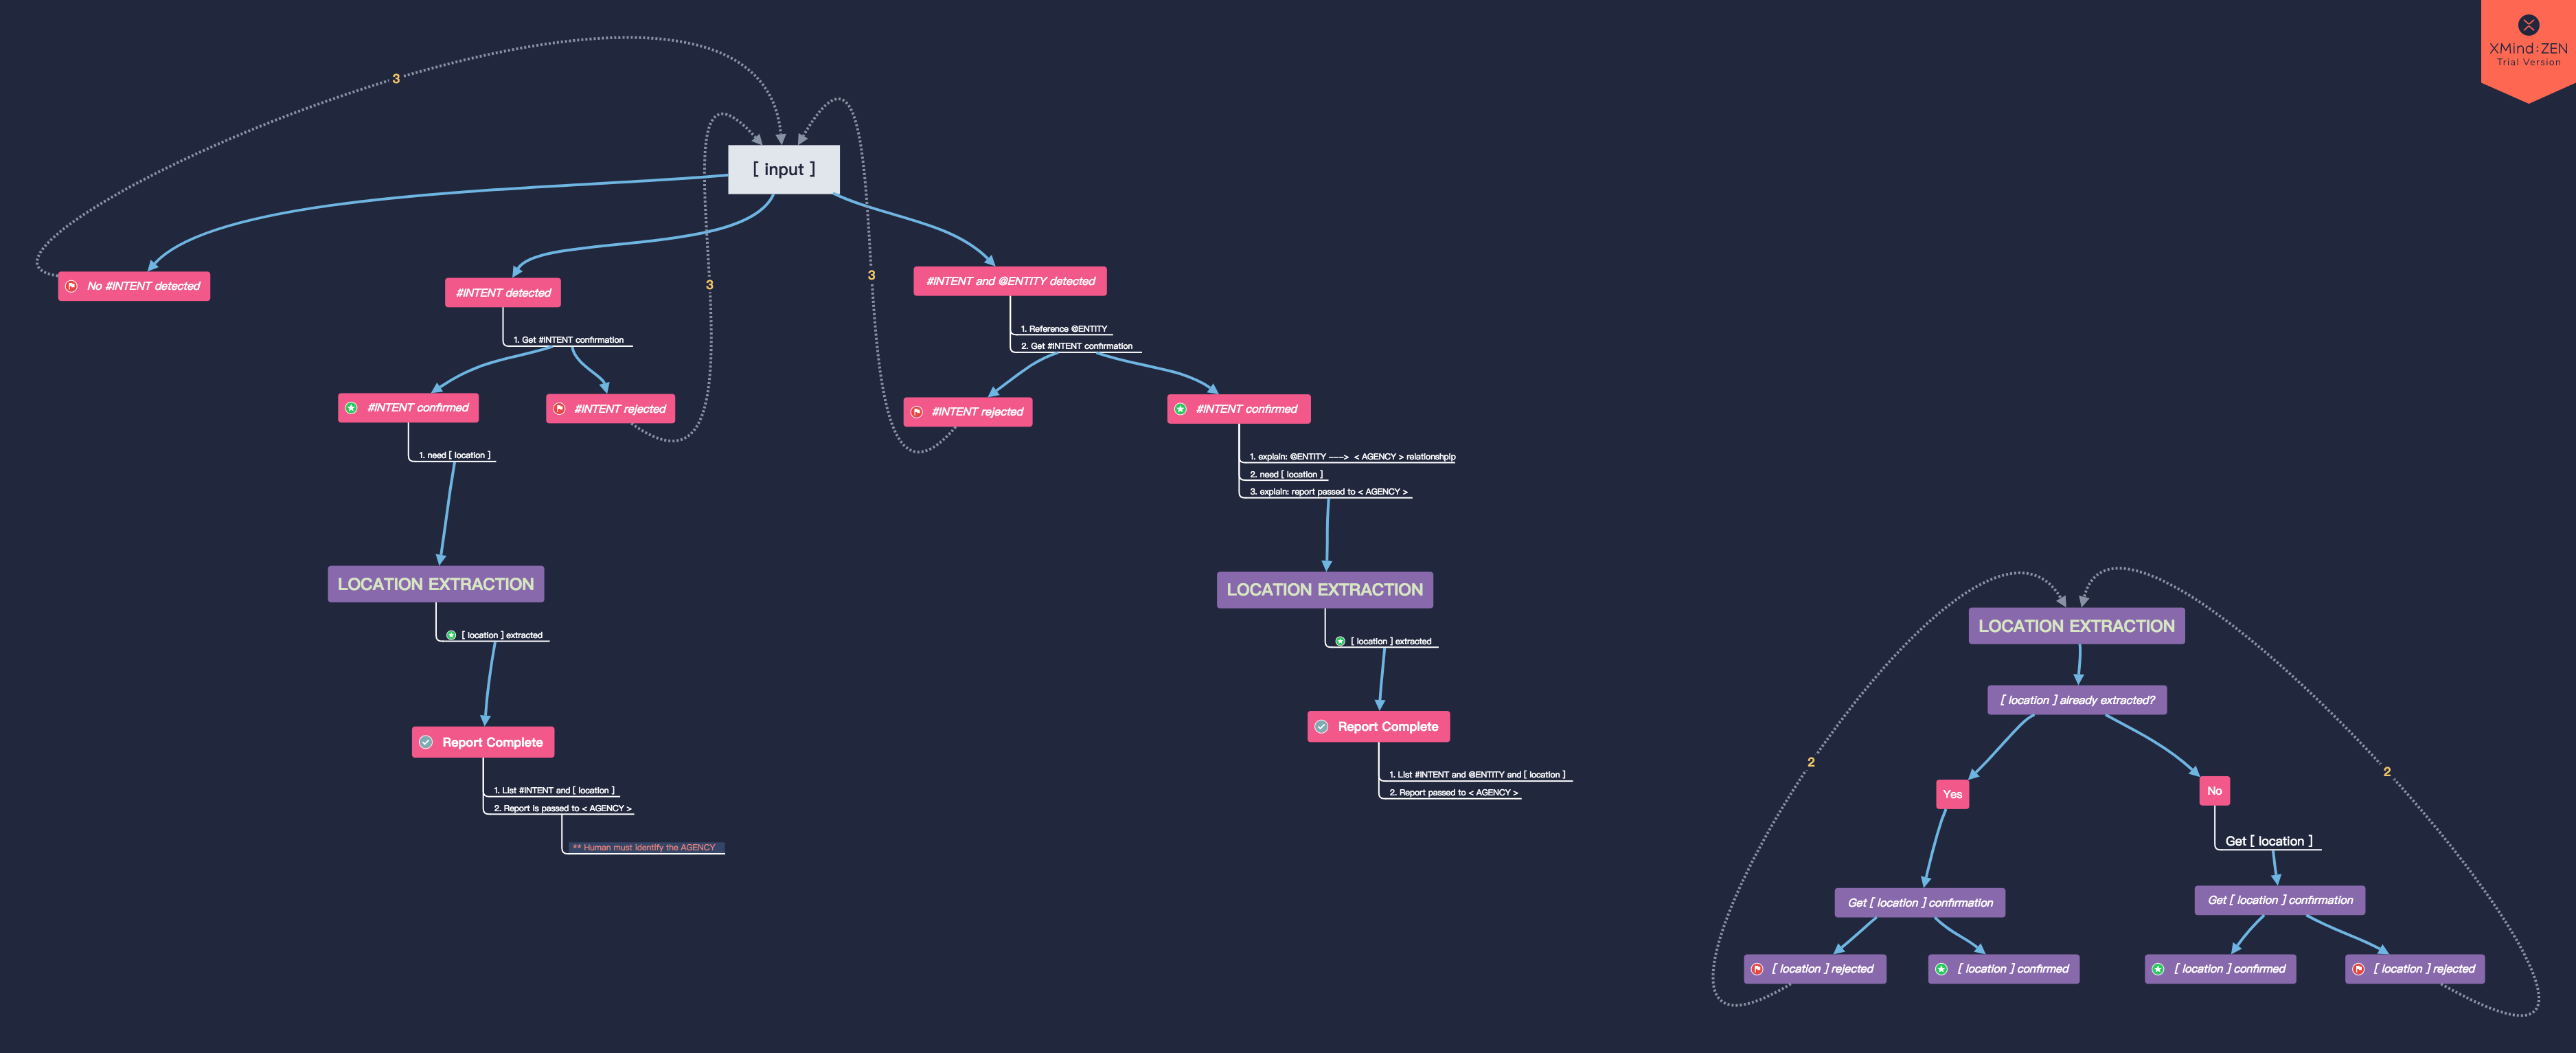 XMind:ZEN
Trial Version
3
[ input ]
No #INTENT detected
#INTENT detected
3
3
#INTENT and @ENTITY detected
1. Get #INTENT confirmation
1. Reference @ENTITY
2. Get #INTENT confirmation
#INTENT confirmed
#INTENT rejected
#INTENT rejected
#INTENT confirmed
1. need [ location ]
1. explain: @ENTITY ---> < AGENCY > relationshpip
2. need [ location ]
3. explain: report passed to < AGENCY >
LOCATION EXTRACTION
LOCATION EXTRACTION
[ location ] extracted
[ location ] extracted
Report Complete
Report Complete
1. List #INTENT and [ location ]
2. Report is passed to < AGENCY >
** Human must identify the AGENCY
1. List #INTENT and @ENTITY and [ location ]
2. Report passed to < AGENCY >
LOCATION EXTRACTION
[ location ] already extracted?
2
2
Yes
No
Get [ location ]
Get [ location ] confirmation
Get [ location ] confirmation
[ location ] rejected
[ location ] confirmed
[ location ] confirmed
[ location ] rejected